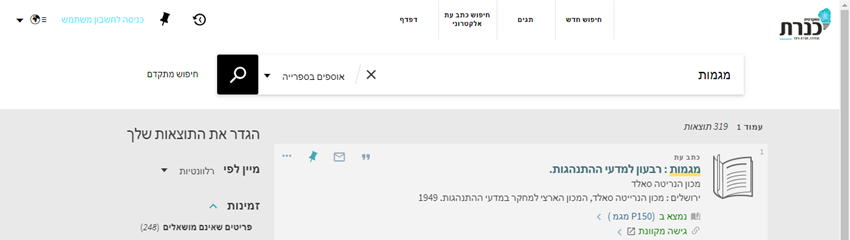 כנרת
חיפוש חדש
תגים
חיפוש כתב עת אלקטרוני
דפדף
כניסה לחשבון משתמש
מגמות
אוספים בספרייה
חיפוש מתקדם
עמוד 1 319 תוצאות
הגדר את התוצאות שלך
1
כתב עת
מגמות : רבעון למדעי ההתנהגות.
מכון הנריטה סאלד
ירושלים : מכון הנרייטה סאלד, המכון הארצי למחקר במדעי ההתנהגות. 1949
נמצא ב (P150 מגמ )
גישה מקוונת
מיין לפי רלוונטיות
זמינות
פריטים שאינם מושאלים (248)